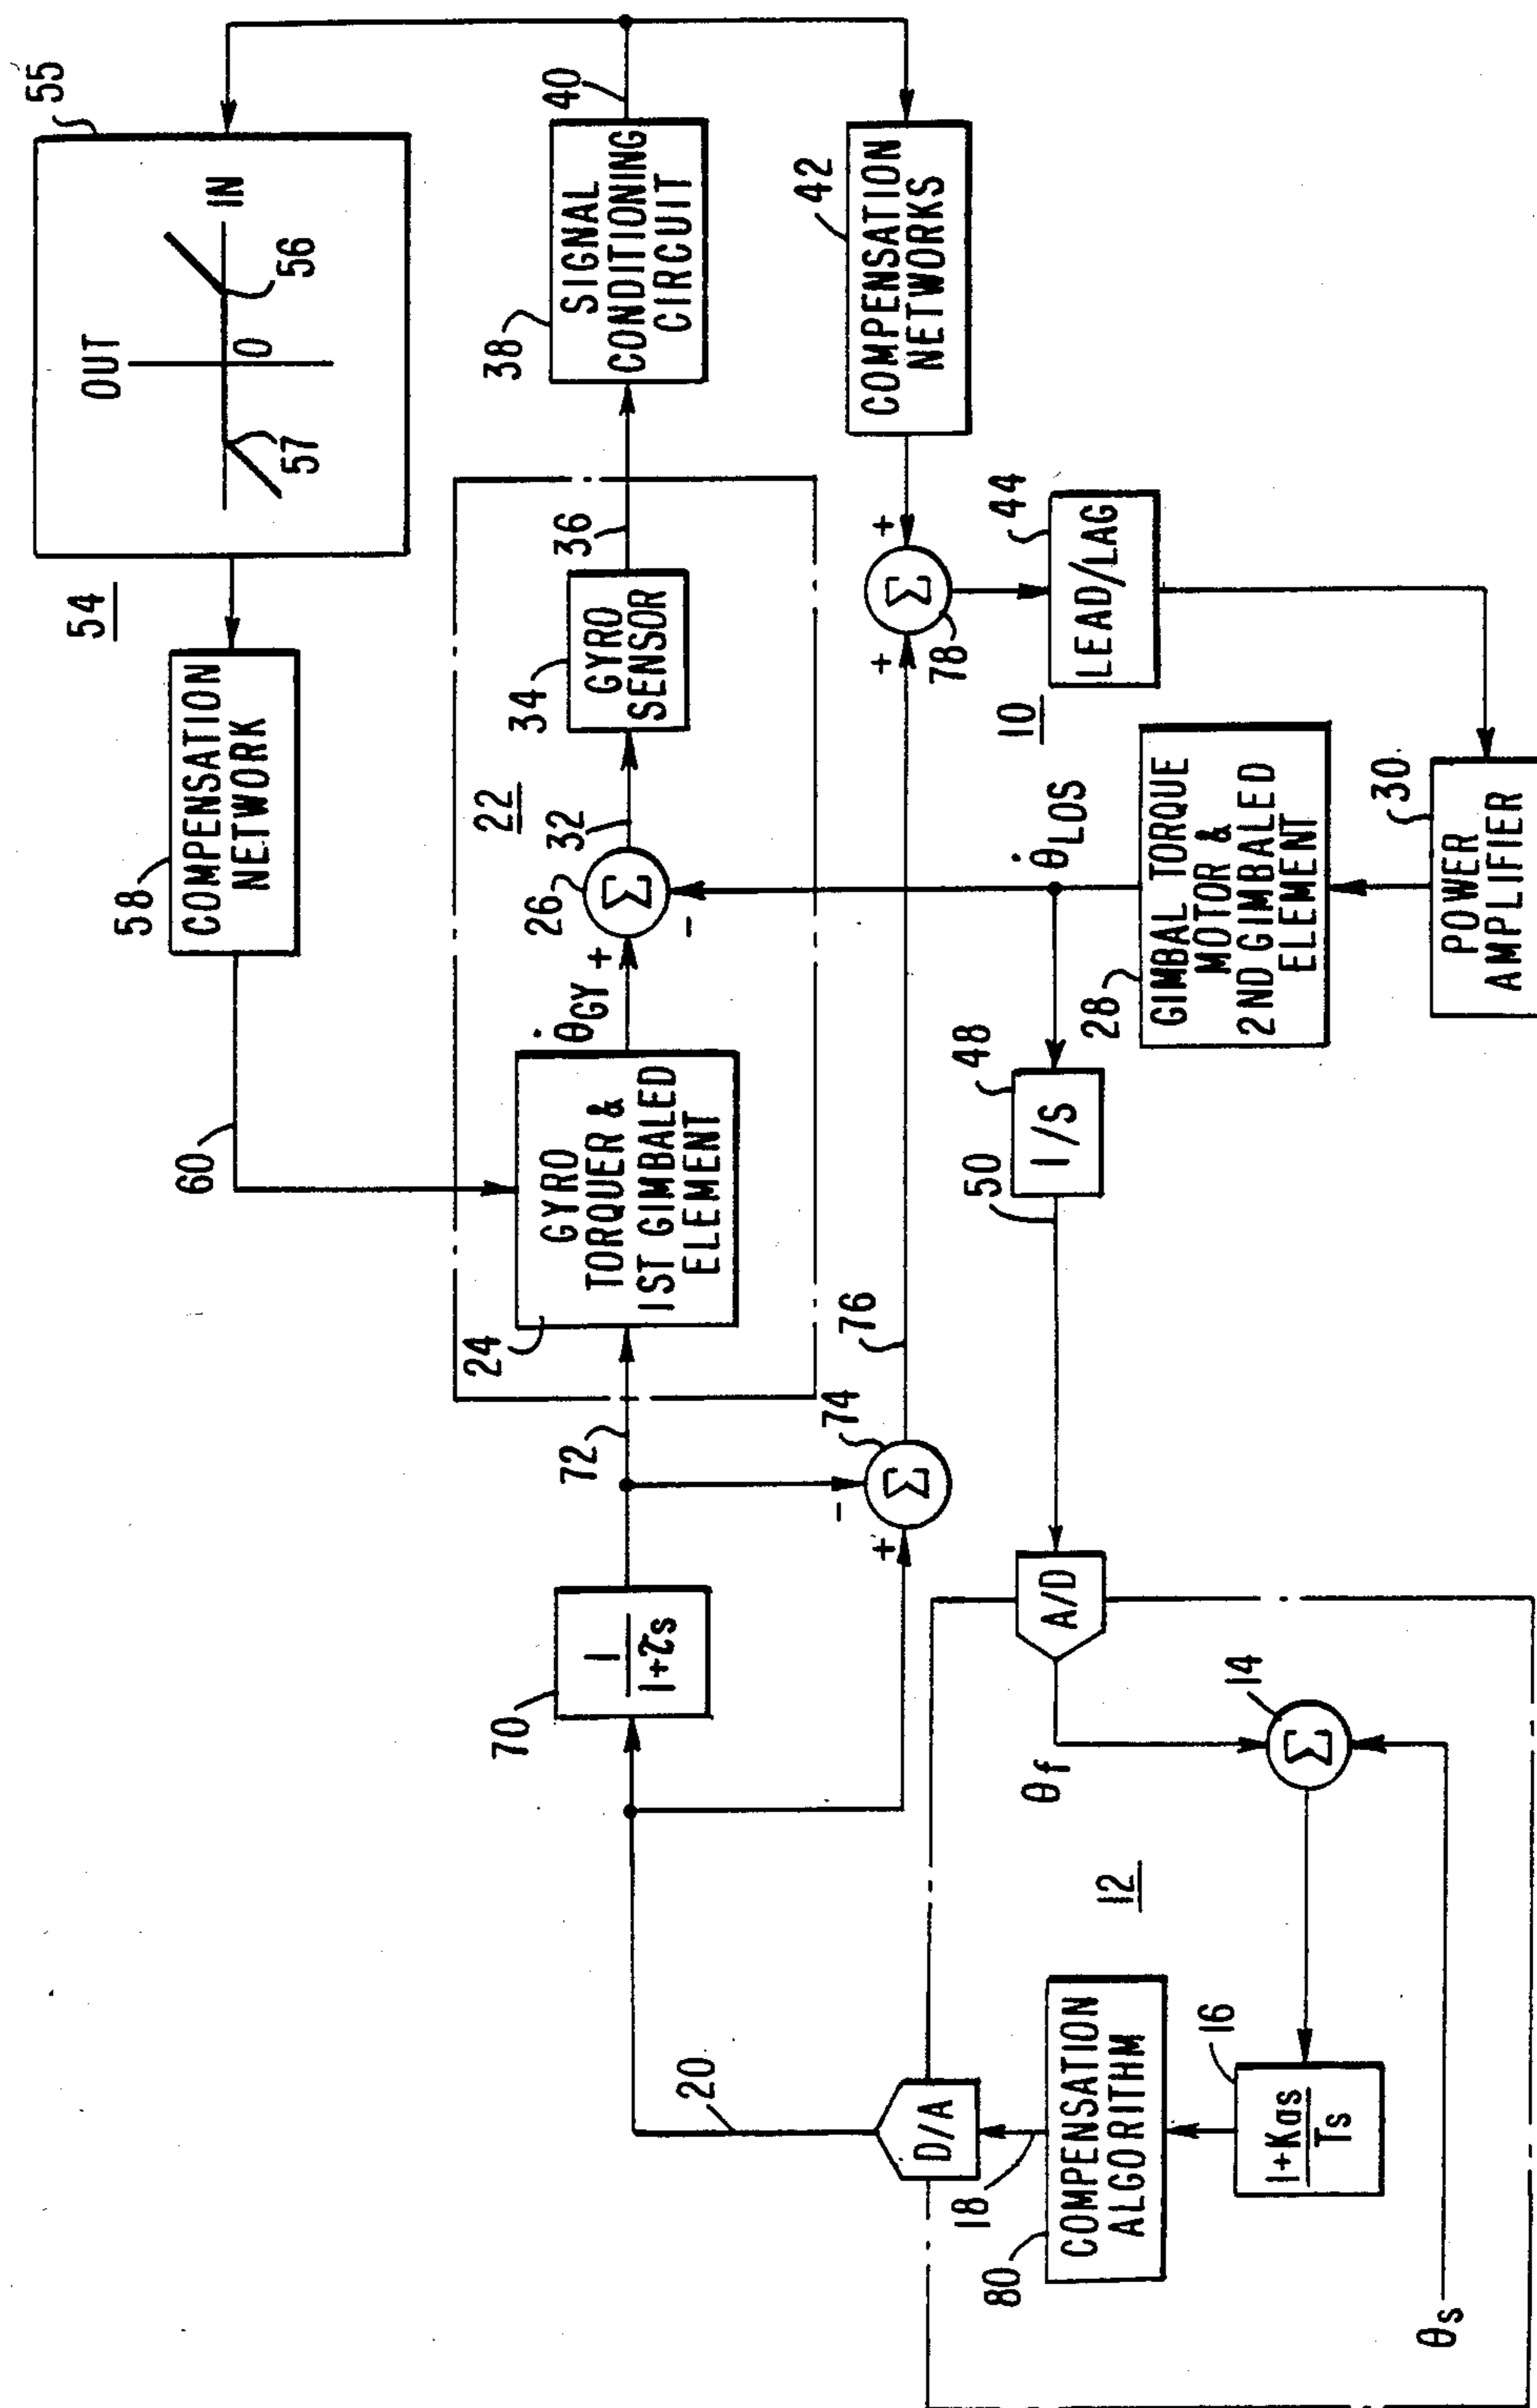 55
OUT
IN
0
56
57
54
58
COMPENSATION
NETWORK
60
38
SIGNAL
CONDITIONING
CIRCUIT
40
42
COMPENSATION
NETWORKS
36
34
GYRO
SENSOR
22
32
26
Σ
+
-
θ̇GY
24
GYRO
TORQUER &
1ST GIMBALED
ELEMENT
72
70
1
1+τs
74
Σ
-
+
76
+
+
Σ
78
44
LEAD/LAG
10
30
POWER
AMPLIFIER
28
GIMBAL TORQUE
MOTOR &
2ND GIMBALED
ELEMENT
θ̇LOS
48
1/S
50
A/D
θf
14
Σ
12
16
1+Kas
Ts
80
COMPENSATION
ALGORITHM
18
D/A
20
θs